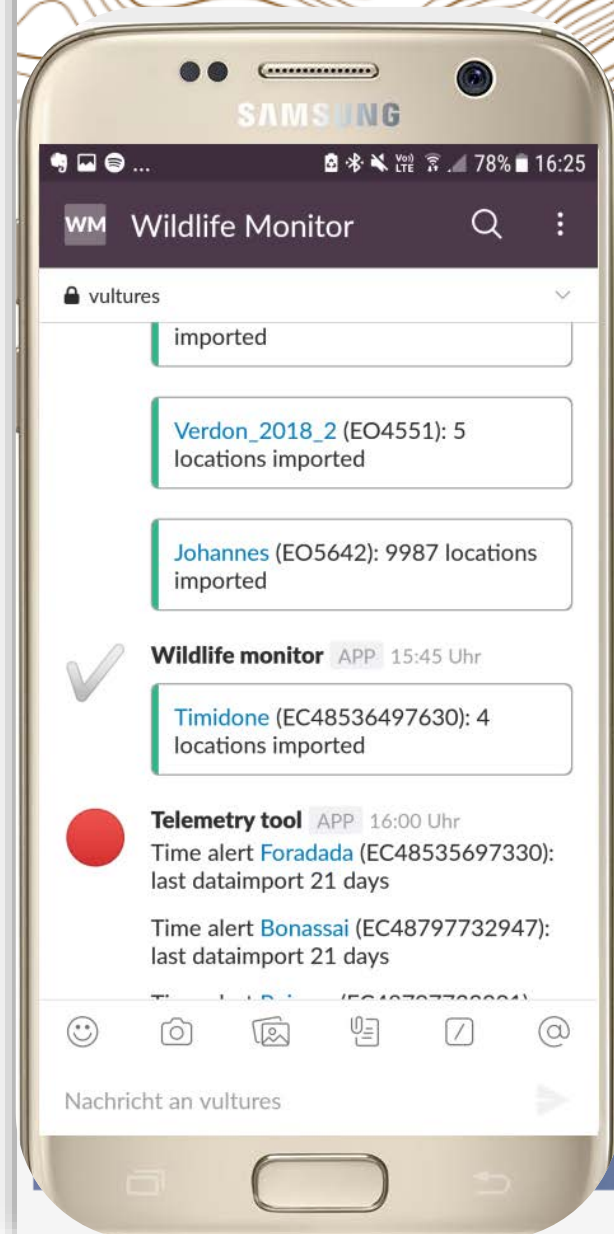 SAMSUNG
... Vo) LTE 78% 16:25
WM Wildlife Monitor
vultures
imported
Verdon_2018_2 (EO4551): 5
locations imported
Johannes (EO5642): 9987 locations
imported
Wildlife monitor APP 15:45 Uhr
Timidone (EC48536497630): 4
locations imported
Telemetry tool APP 16:00 Uhr
Time alert Foradada (EC48535697330):
last dataimport 21 days
Time alert Bonassai (EC48797732947):
last dataimport 21 days
Nachricht an vultures